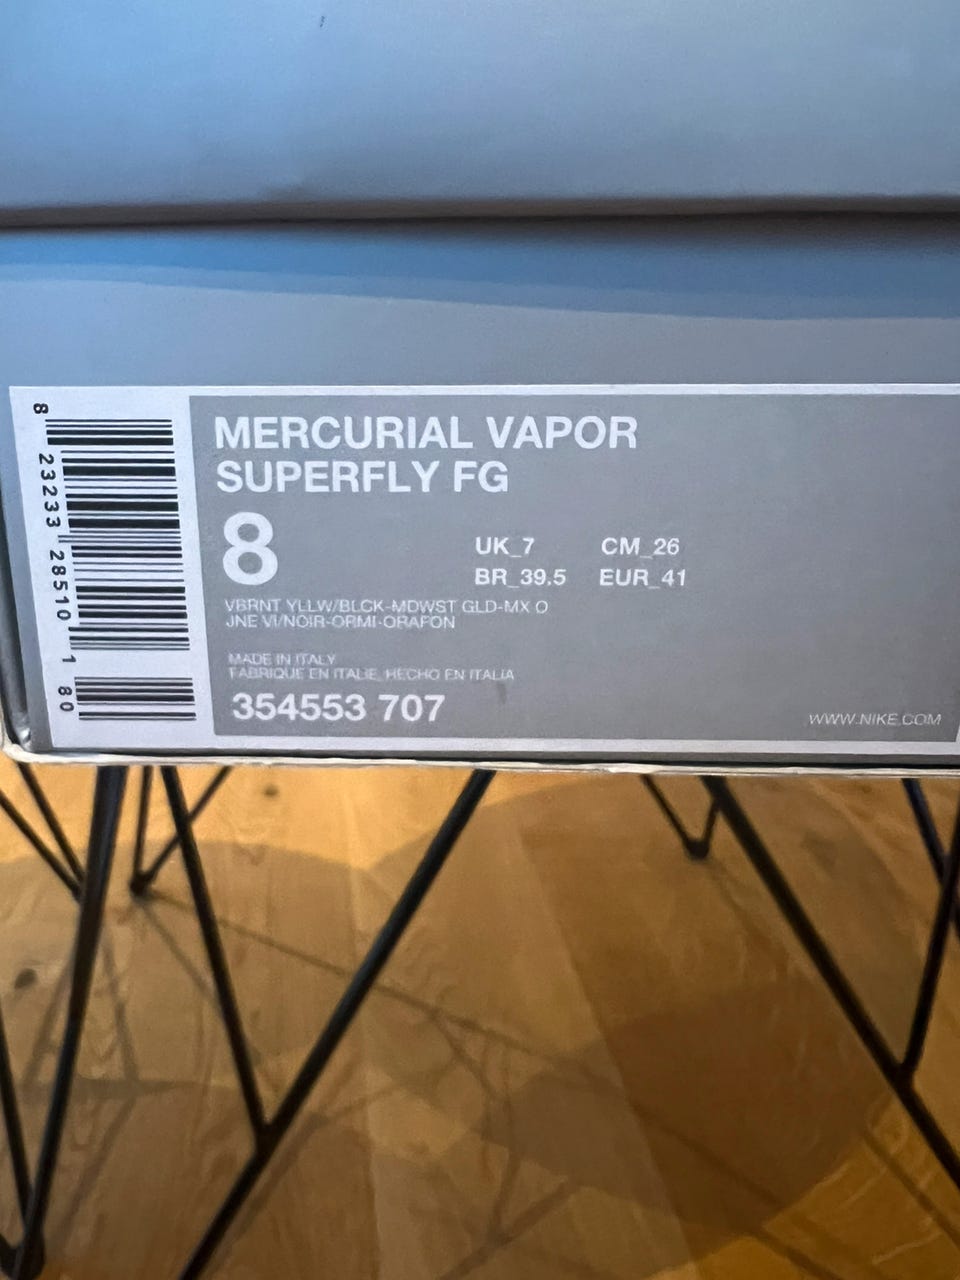 MERCURIAL VAPOR
SUPERFLY FG
8
UK_7 CM_26
BR_39.5 EUR_41
VBRNT YLLW/BLCK-MDWST GLD-MX O
JNE VI/NOIR-ORMI-ORAFON
MADE IN ITALY
FABRIQUE EN ITALIE, HECHO EN ITALIA
354553 707
WWW.NIKE.COM
8 23233 28510 1 80